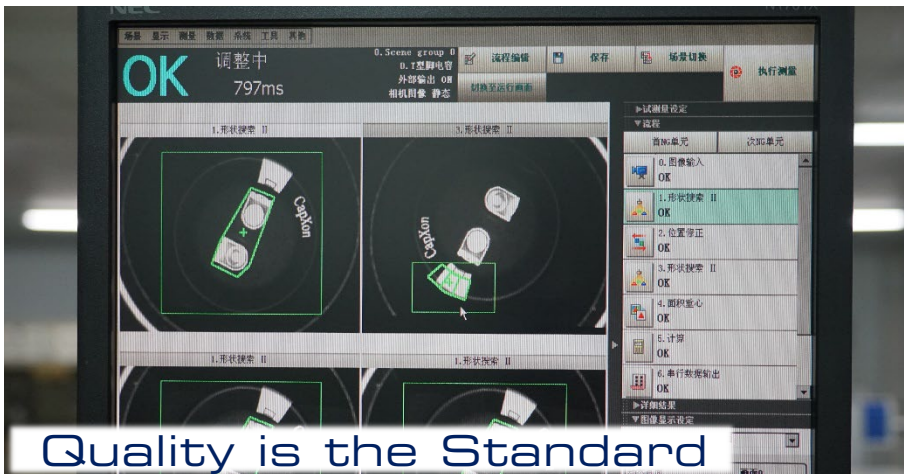 NEC
场景 显示 测量 数据 系统 工具 其他
OK
调整中
797ms
0.Scene group 0
0.T型脚电容
外部输出 ON
相机图像 静态
流程编辑
保存
场景切换
执行测量
切换至运行画面
1.形状搜索 II
3.形状搜索 II
CapXon
CapXon
▶试测量设定
▼流程
首NG单元
次NG单元
0.图像输入
OK
1.形状搜索 II
OK
2.位置修正
OK
3.形状搜索 II
OK
4.面积重心
OK
5.计算
OK
6.串行数据输出
OK
▶详细结果
▼图像显示设定
1.形状搜索 II
1.形状搜索 II
Quality is the Standard